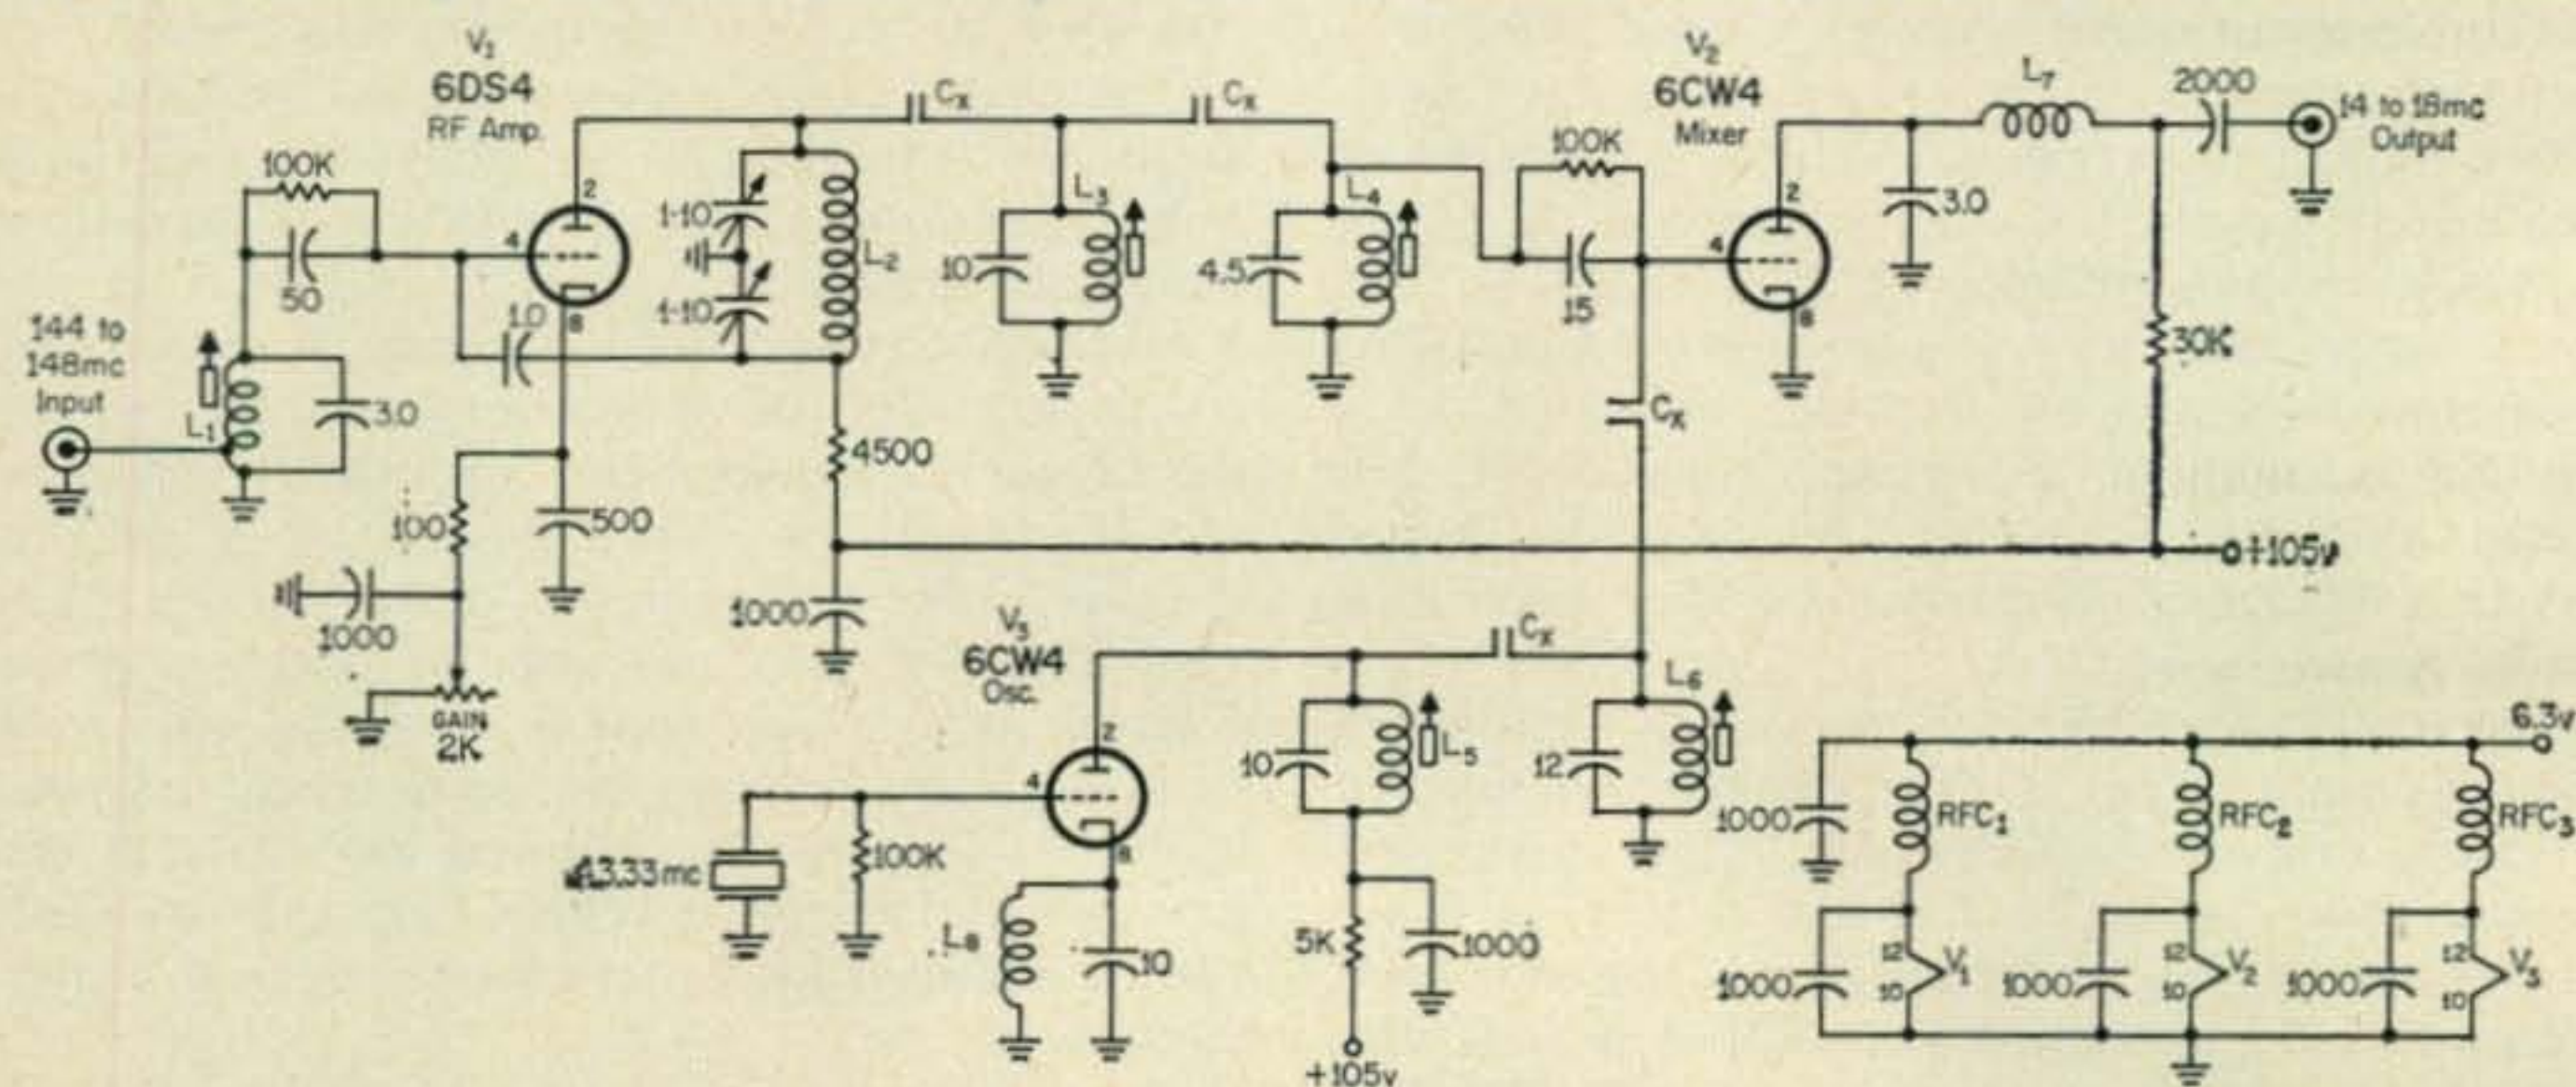 V₁
6DS4
RF Amp.
Cx
Cx
V₂
6CW4
Mixer
L₇
2000
14 to 18mc
Output
100K
100K
2
4
8
50
1.0
1-10
1-10
L₂
L₃
10
L₄
4.5
15
2
4
8
3.0
30K
144 to
148mc
Input
L₁
3.0
Cx
4500
100
500
1000
+105v
1000
GAIN
2K
V₃
6CW4
Osc.
Cx
2
4
8
10
L₅
L₆
12
43.33mc
100K
L₈
10
5K
1000
+105v
6.3v
1000
RFC₁
RFC₂
RFC₃
1000
12
10
V₁
1000
12
10
V₂
1000
12
10
V₃